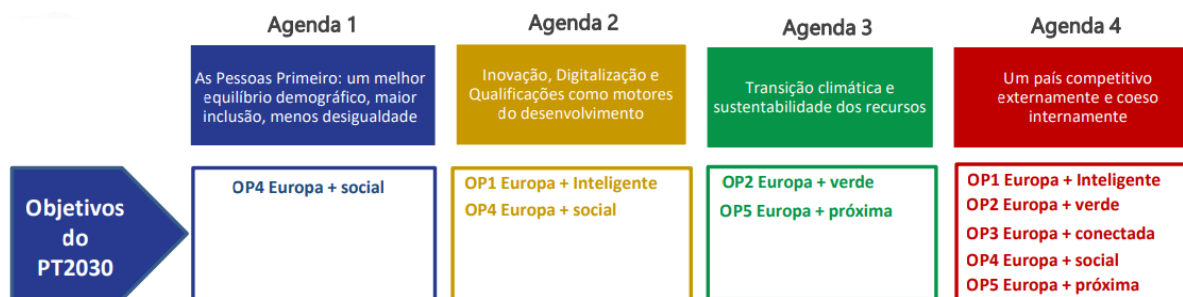 Agenda 1
Agenda 2
Agenda 3
Agenda 4
As Pessoas Primeiro: um melhor
equilíbrio demográfico, maior
inclusão, menos desigualdade
Inovação, Digitalização e
Qualificações como motores
do desenvolvimento
Transição climática e
sustentabilidade dos recursos
Um país competitivo
externamente e coeso
internamente
Objetivos
do
PT2030
OP4 Europa + social
OP1 Europa + Inteligente
OP4 Europa + social
OP2 Europa + verde
OP5 Europa + próxima
OP1 Europa + Inteligente
OP2 Europa + verde
OP3 Europa + conectada
OP4 Europa + social
OP5 Europa + próxima